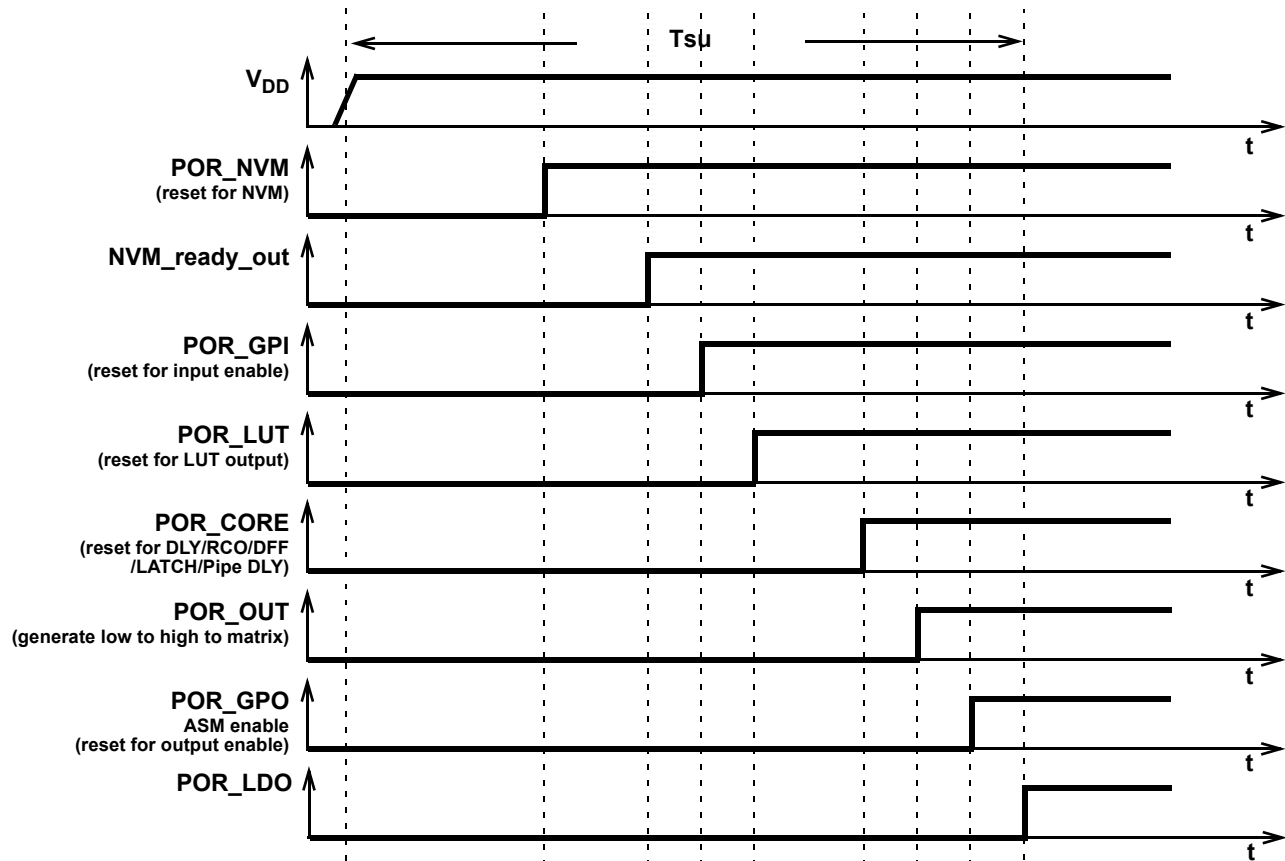 Tsu
VDD
t
POR_NVM
(reset for NVM)
t
NVM_ready_out
t
POR_GPI
(reset for input enable)
t
POR_LUT
(reset for LUT output)
t
POR_CORE
(reset for DLY/RCO/DFF
/LATCH/Pipe DLY)
t
POR_OUT
(generate low to high to matrix)
t
POR_GPO
ASM enable
(reset for output enable)
t
POR_LDO
t